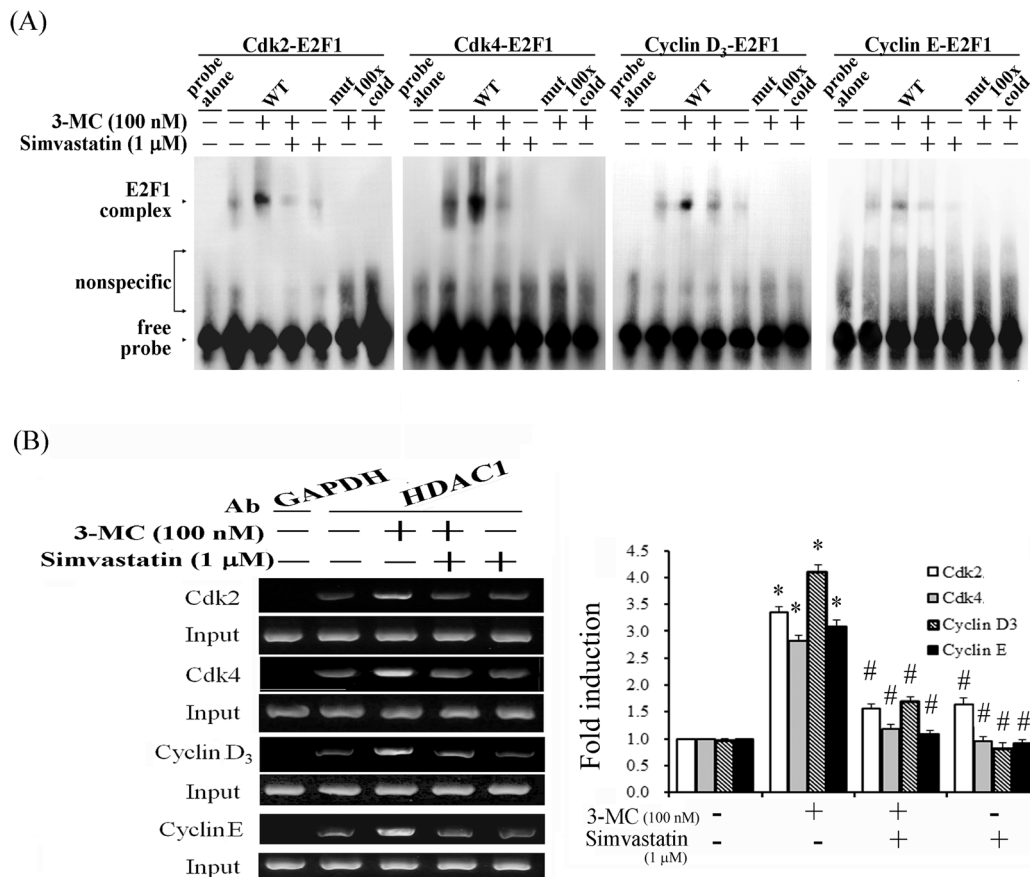 (A)
Cdk2-E2F1 Cdk4-E2F1 Cyclin D3-E2F1 Cyclin E-E2F1
probe alone WT mut 100x cold probe alone WT mut 100x cold probe alone WT mut 100x cold probe alone WT mut 100x cold
3-MC (100 nM) − − + + − + + − − + + − + + − − + + − + + − − + + − + +
Simvastatin (1 μM) − − − + + − − − − − + + − − − − − + + − − − − − + + − −
E2F1
complex
nonspecific
free
probe
(B)
Ab GAPDH HDAC1
3-MC (100 nM) — — + + —
Simvastatin (1 μM) — — — + +
Cdk2
Input
Cdk4
Input
Cyclin D3
Input
Cyclin E
Input
Fold induction
4.5
4.0
3.5
3.0
2.5
2.0
1.5
1.0
0.5
0.0
* * * *
# # # #
# # # #
Cdk2
Cdk4
Cyclin D3
Cyclin E
3-MC (100 nM) - + + -
Simvastatin - - + +
(1 μM)